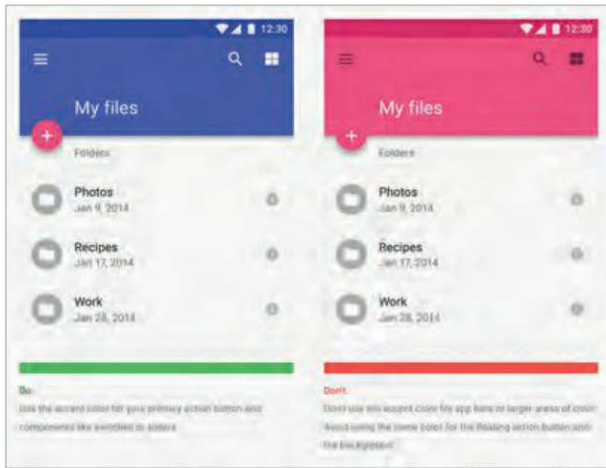 12:30
My files
Folders
Photos
Jan 9, 2014
Recipes
Jan 17, 2014
Work
Jan 28, 2014
Do
Use the accent color for your primary action button and
components like switches or sliders
12:30
My files
Folders
Photos
Jan 9, 2014
Recipes
Jan 17, 2014
Work
Jan 28, 2014
Don't
Don't use this accent color for app bars or larger areas of color.
Avoid using the same color for the floating action button and
the background